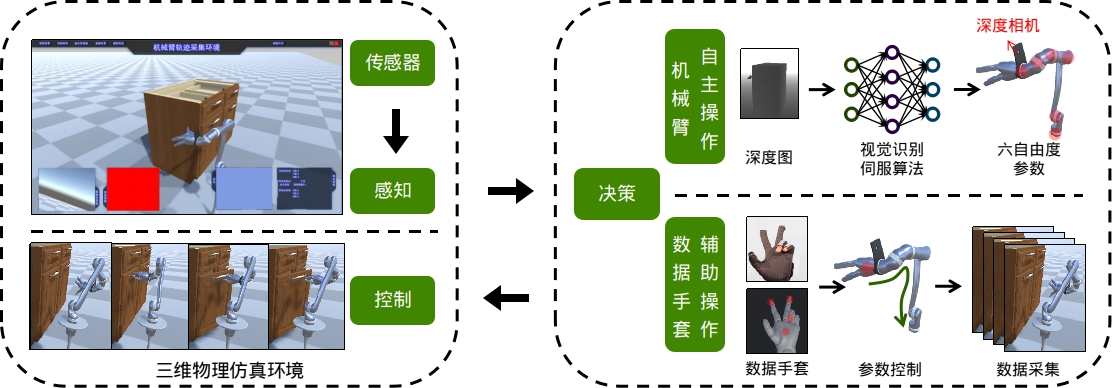 机械臂轨迹采集环境
传感器
感知
控制
三维物理仿真环境
决策
机械臂
自主操作
深度图
视觉识别
伺服算法
深度相机
六自由度
参数
数据手套
辅助操作
数据手套
参数控制
数据采集